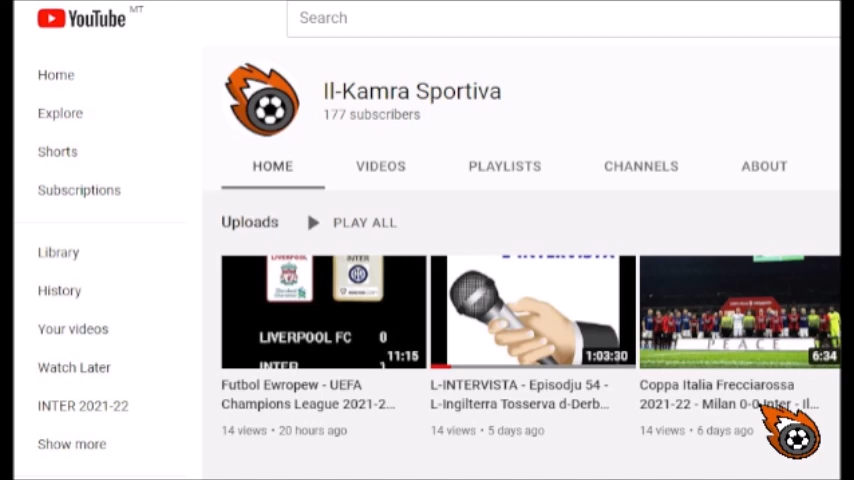 YouTube MT
Search
Home
Explore
Shorts
Subscriptions
Library
History
Your videos
Watch Later
INTER 2021-22
Show more
Il-Kamra Sportiva
177 subscribers
HOME VIDEOS PLAYLISTS CHANNELS ABOUT
Uploads PLAY ALL
LIVERPOOL
INTER
LIVERPOOL FC 0
INTER
11:15
L-INTERVISTA
1:03:30
PEACE
6:34
Futbol Ewropew - UEFA
Champions League 2021-2...
14 views • 20 hours ago
L-INTERVISTA - Episodju 54 -
L-Ingilterra Tosserva d-Derb...
14 views • 5 days ago
Coppa Italia Frecciarossa
2021-22 - Milan 0-0 Inter - Il...
14 views • 6 days ago